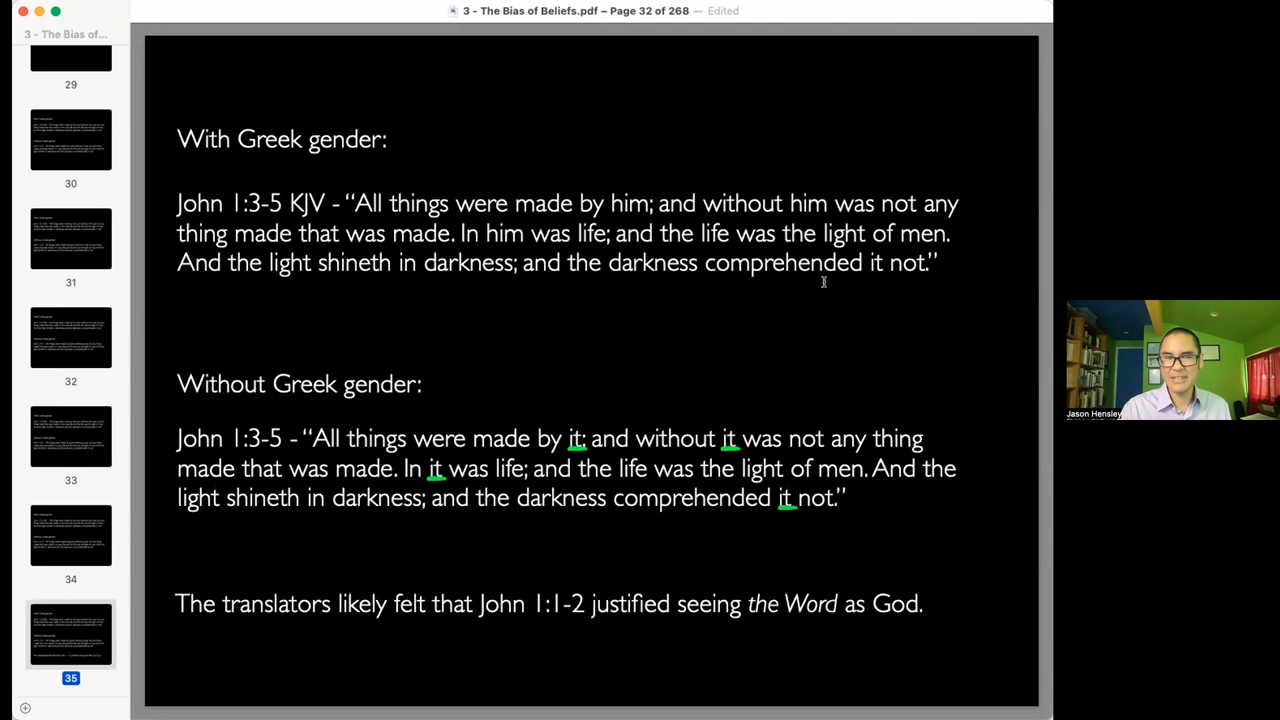 3 - The Bias of Beliefs.pdf – Page 32 of 268 — Edited
3 - The Bias of...
29
30
31
32
33
34
35
With Greek gender:
John 1:3-5 KJV - “All things were made by him; and without him was not any
thing made that was made. In him was life; and the life was the light of men.
And the light shineth in darkness; and the darkness comprehended it not.”
Without Greek gender:
John 1:3-5 - “All things were made by it; and without it was not any thing
made that was made. In it was life; and the life was the light of men. And the
light shineth in darkness; and the darkness comprehended it not.”
The translators likely felt that John 1:1-2 justified seeing the Word as God.
Jason Hensley